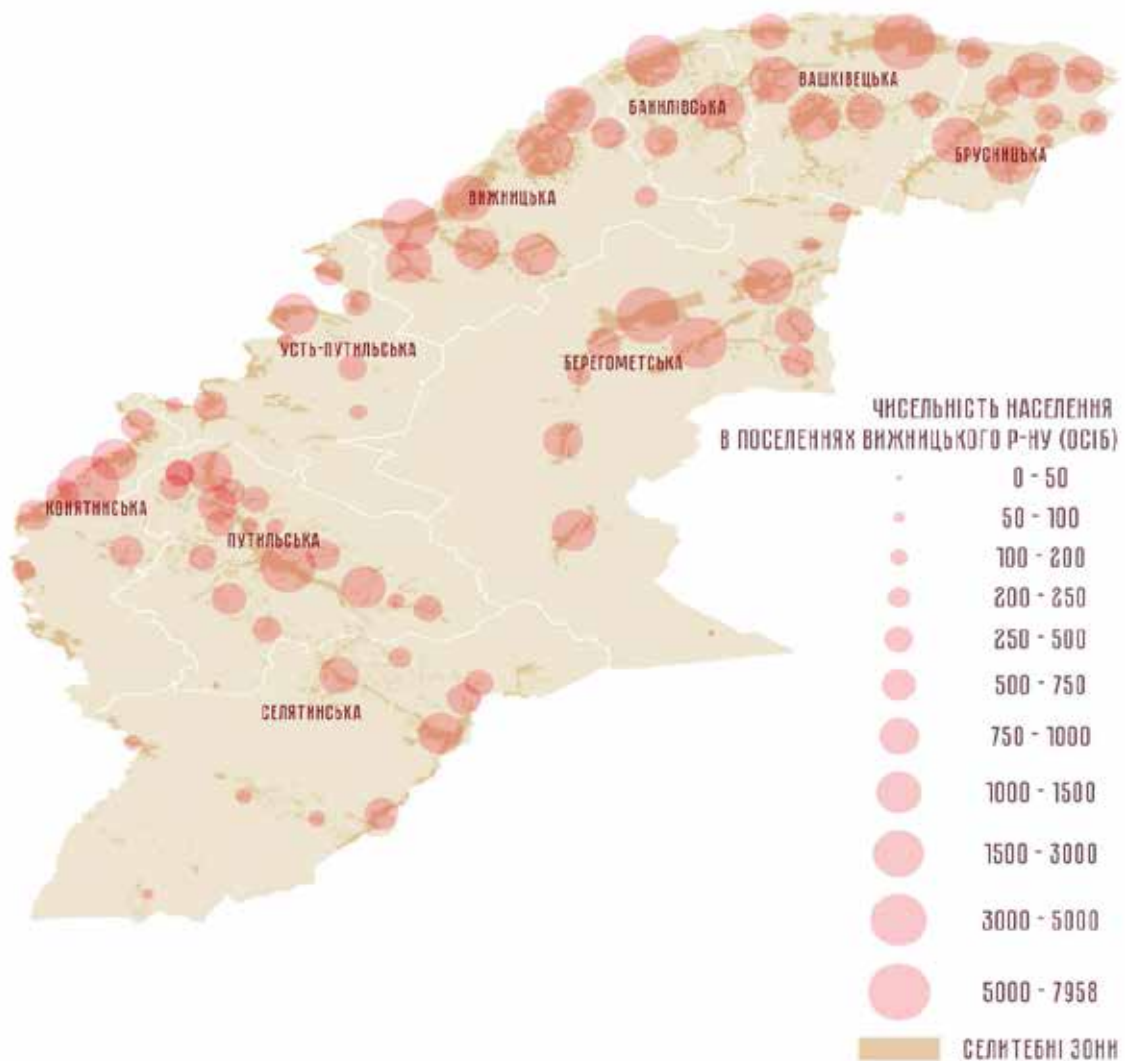 ВАШКІВЕЦЬКА
БАНИЛІВСЬКА
БРУСНИЦЬКА
ВИЖНИЦЬКА
УСТЬ-ПУТИЛЬСЬКА
БЕРЕГОМЕТСЬКА
КОНЯТИНСЬКА
ПУТИЛЬСЬКА
СЕЛЯТИНСЬКА
ЧИСЕЛЬНІСТЬ НАСЕЛЕННЯ
В ПОСЕЛЕННЯХ ВИЖНИЦЬКОГО Р-НУ (ОСІБ)
0 - 50
50 - 100
100 - 200
200 - 250
250 - 500
500 - 750
750 - 1000
1000 - 1500
1500 - 3000
3000 - 5000
5000 - 7958
СЕЛИТЕБНІ ЗОНИ